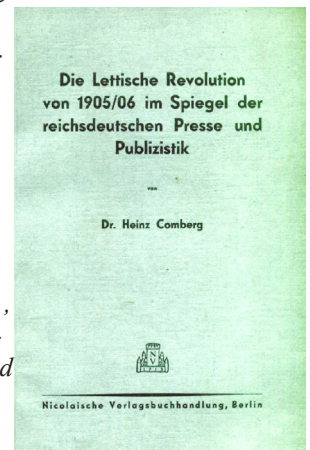 Die Lettische Revolution
von 1905/06 im Spiegel der
reichsdeutschen Presse und
Publizistik
von
Dr. Heinz Comberg
N
V
Nicolaische Verlagsbuchhandlung, Berlin
,
d